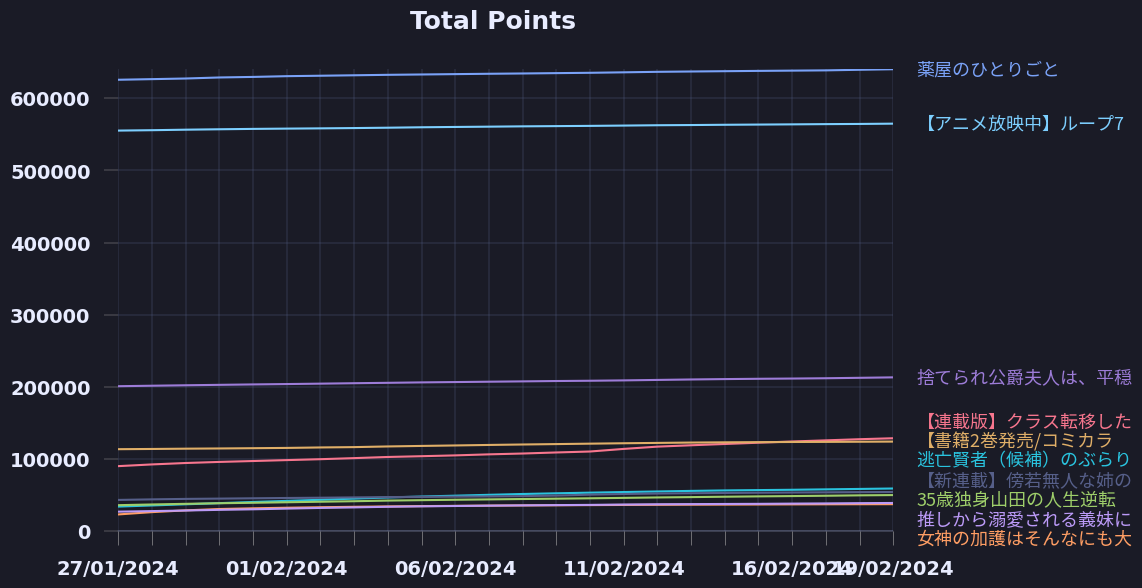 Total Points
600000
500000
400000
300000
200000
100000
0
27/01/2024
01/02/2024
06/02/2024
11/02/2024
16/02/2024
19/02/2024
薬屋のひとりごと
【アニメ放映中】ループ7
捨てられ公爵夫人は、平穏
【連載版】クラス転移した
【書籍2巻発売/コミカラ
逃亡賢者（候補）のぶらり
【新連載】傍若無人な姉の
35歳独身山田の人生逆転
推しから溺愛される義妹に
女神の加護はそんなにも大